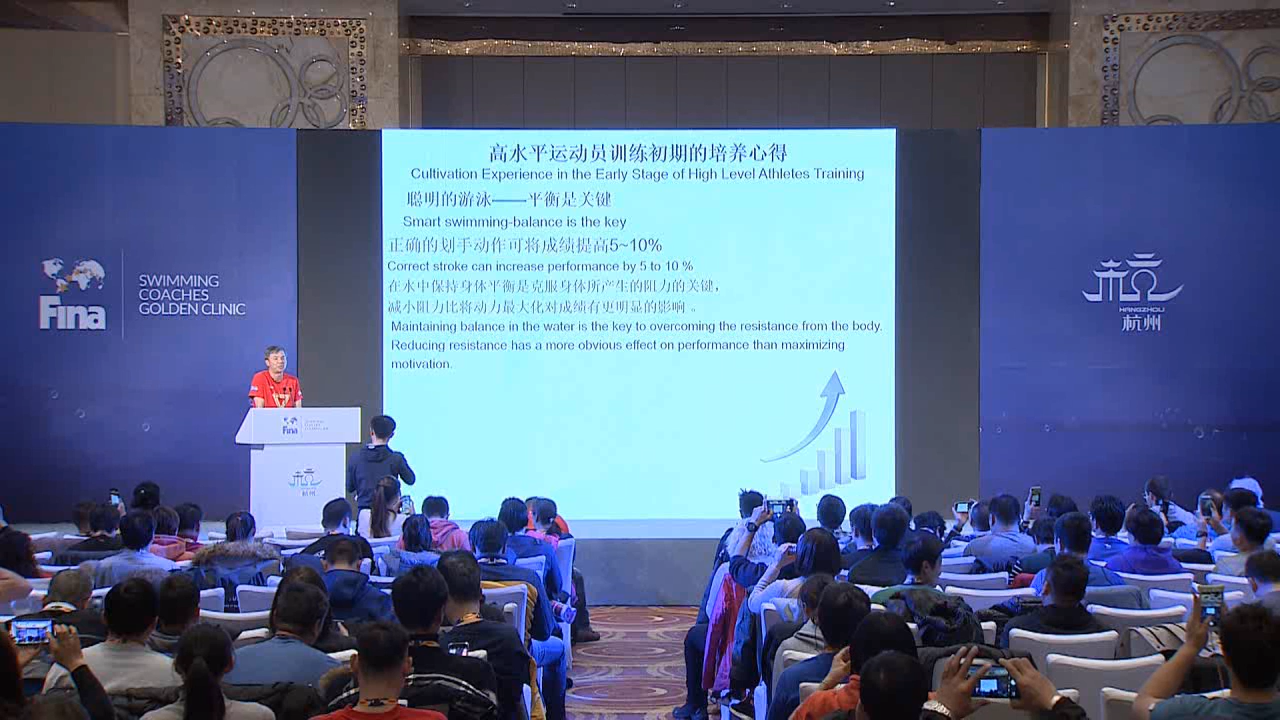 高水平运动员训练初期的培养心得
Cultivation Experience in the Early Stage of High Level Athletes Training
聪明的游泳——平衡是关键
Smart swimming-balance is the key
正确的划手动作可将成绩提高5~10%
Correct stroke can increase performance by 5 to 10 %
在水中保持身体平衡是克服身体所产生的阻力的关键，
减小阻力比将动力最大化对成绩有更明显的影响 。
Maintaining balance in the water is the key to overcoming the resistance from the body.
Reducing resistance has a more obvious effect on performance than maximizing
motivation.
Fina
SWIMMING
COACHES
GOLDEN CLINIC
HANGZHOU
杭州
Fina
杭州